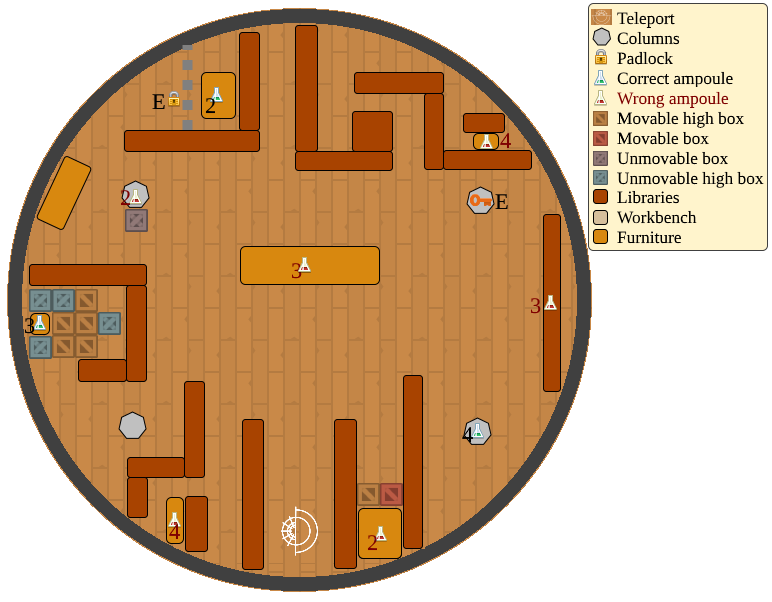 Teleport
Columns
Padlock
Correct ampoule
Wrong ampoule
Movable high box
Movable box
Unmovable box
Unmovable high box
Libraries
Workbench
Furniture
E
2
4
2
E
3
3
3
4
4
2